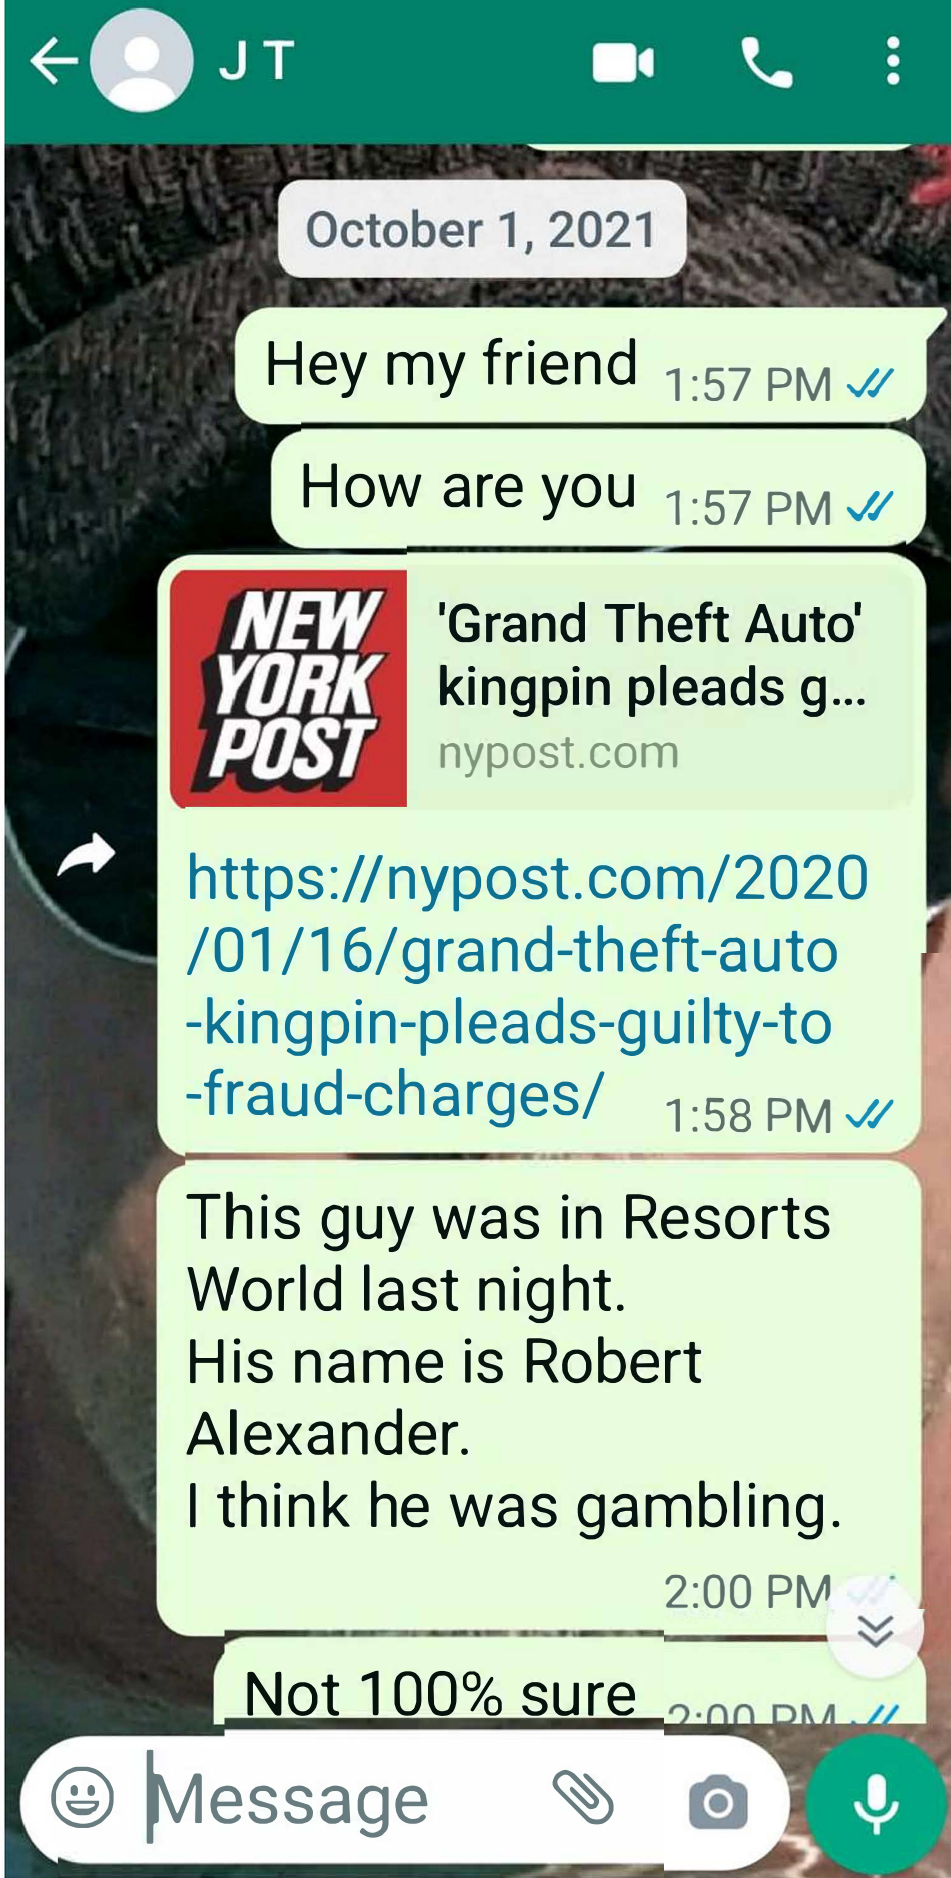 J T
October 1, 2021
Hey my friend 1:57 PM
How are you 1:57 PM
NEW
YORK
POST
'Grand Theft Auto'
kingpin pleads g...
nypost.com
https://nypost.com/2020
/01/16/grand-theft-auto
-kingpin-pleads-guilty-to
-fraud-charges/ 1:58 PM
This guy was in Resorts
World last night.
His name is Robert
Alexander.
I think he was gambling.
2:00 PM
Not 100% sure 2:00 PM
Message